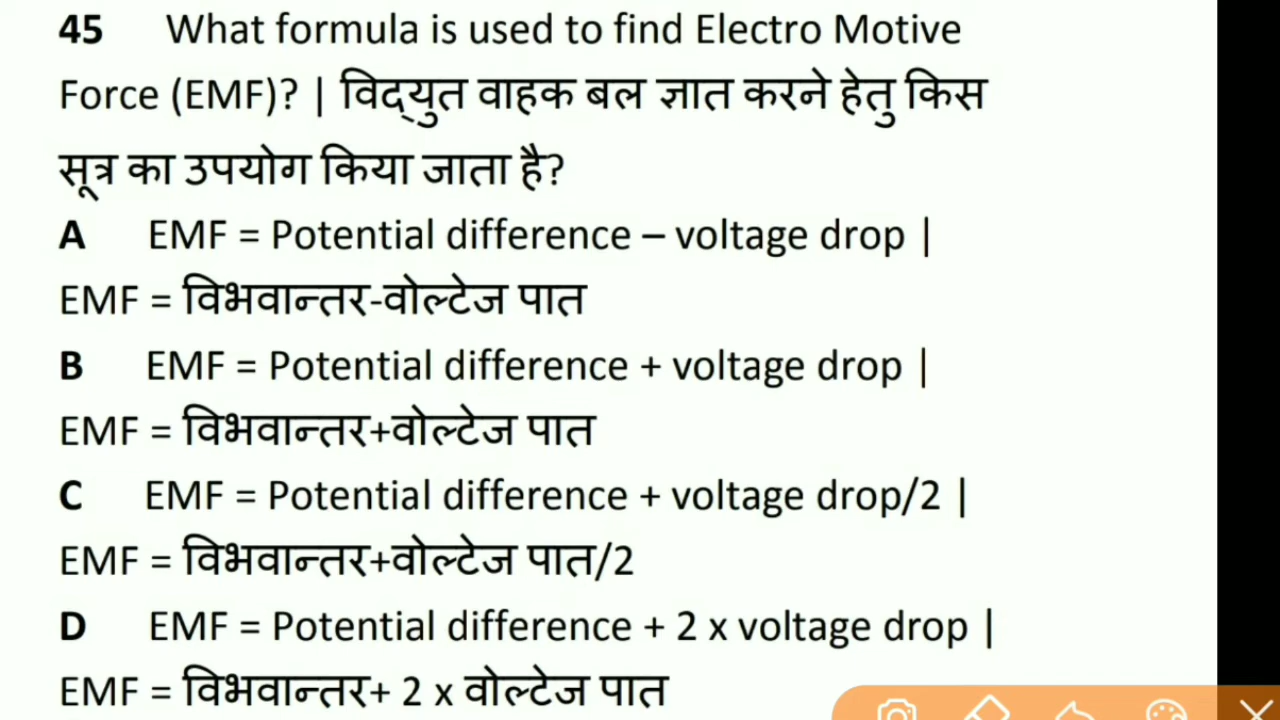 45 What formula is used to find Electro Motive
Force (EMF)? | विद्युत वाहक बल ज्ञात करने हेतु किस
सूत्र का उपयोग किया जाता है?
A EMF = Potential difference – voltage drop |
EMF = विभवान्तर-वोल्टेज पात
B EMF = Potential difference + voltage drop |
EMF = विभवान्तर+वोल्टेज पात
C EMF = Potential difference + voltage drop/2 |
EMF = विभवान्तर+वोल्टेज पात/2
D EMF = Potential difference + 2 x voltage drop |
EMF = विभवान्तर+ 2 x वोल्टेज पात